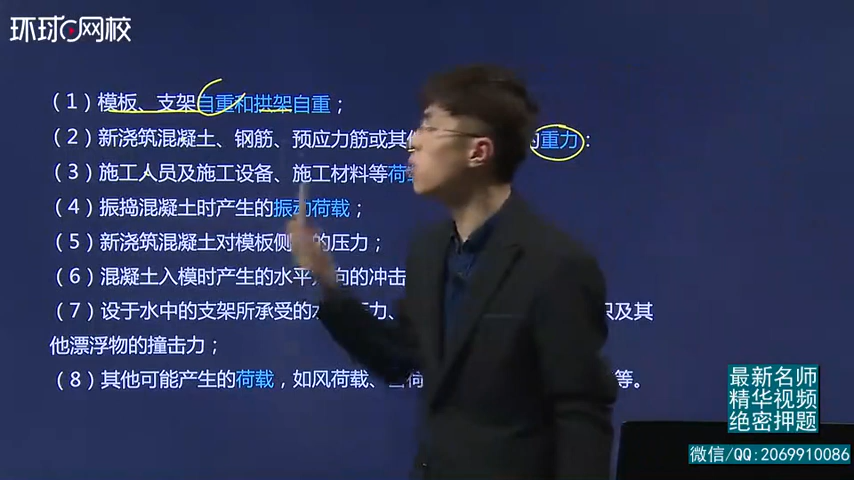 环球网校
（1）模板、支架自重和拱架自重；
（2）新浇筑混凝土、钢筋、预应力筋或其 重力：
（3）施工人员及施工设备、施工材料等荷
（4）振捣混凝土时产生的振动荷载；
（5）新浇筑混凝土对模板侧 的压力；
（6）混凝土入模时产生的水平 向的冲击
（7）设于水中的支架所承受的 力、 及其
他漂浮物的撞击力；
（8）其他可能产生的荷载，如风荷载、 等。
最新名师
精华视频
绝密押题
微信/QQ:2069910086